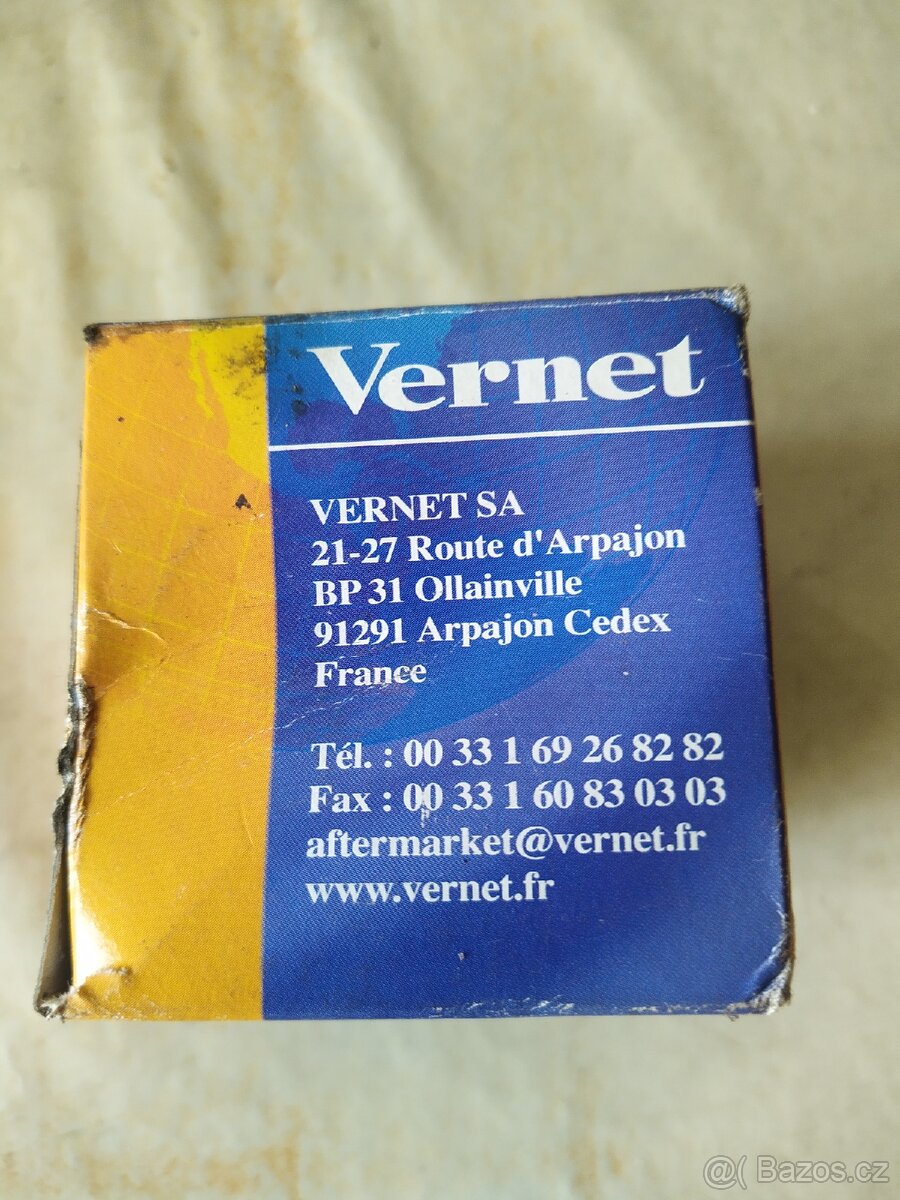 Vernet
VERNET SA
21-27 Route d'Arpajon
BP 31 Ollainville
91291 Arpajon Cedex
France
Tél. : 00 33 1 69 26 82 82
Fax : 00 33 1 60 83 03 03
aftermarket@vernet.fr
www.vernet.fr
@( Bazos.cz